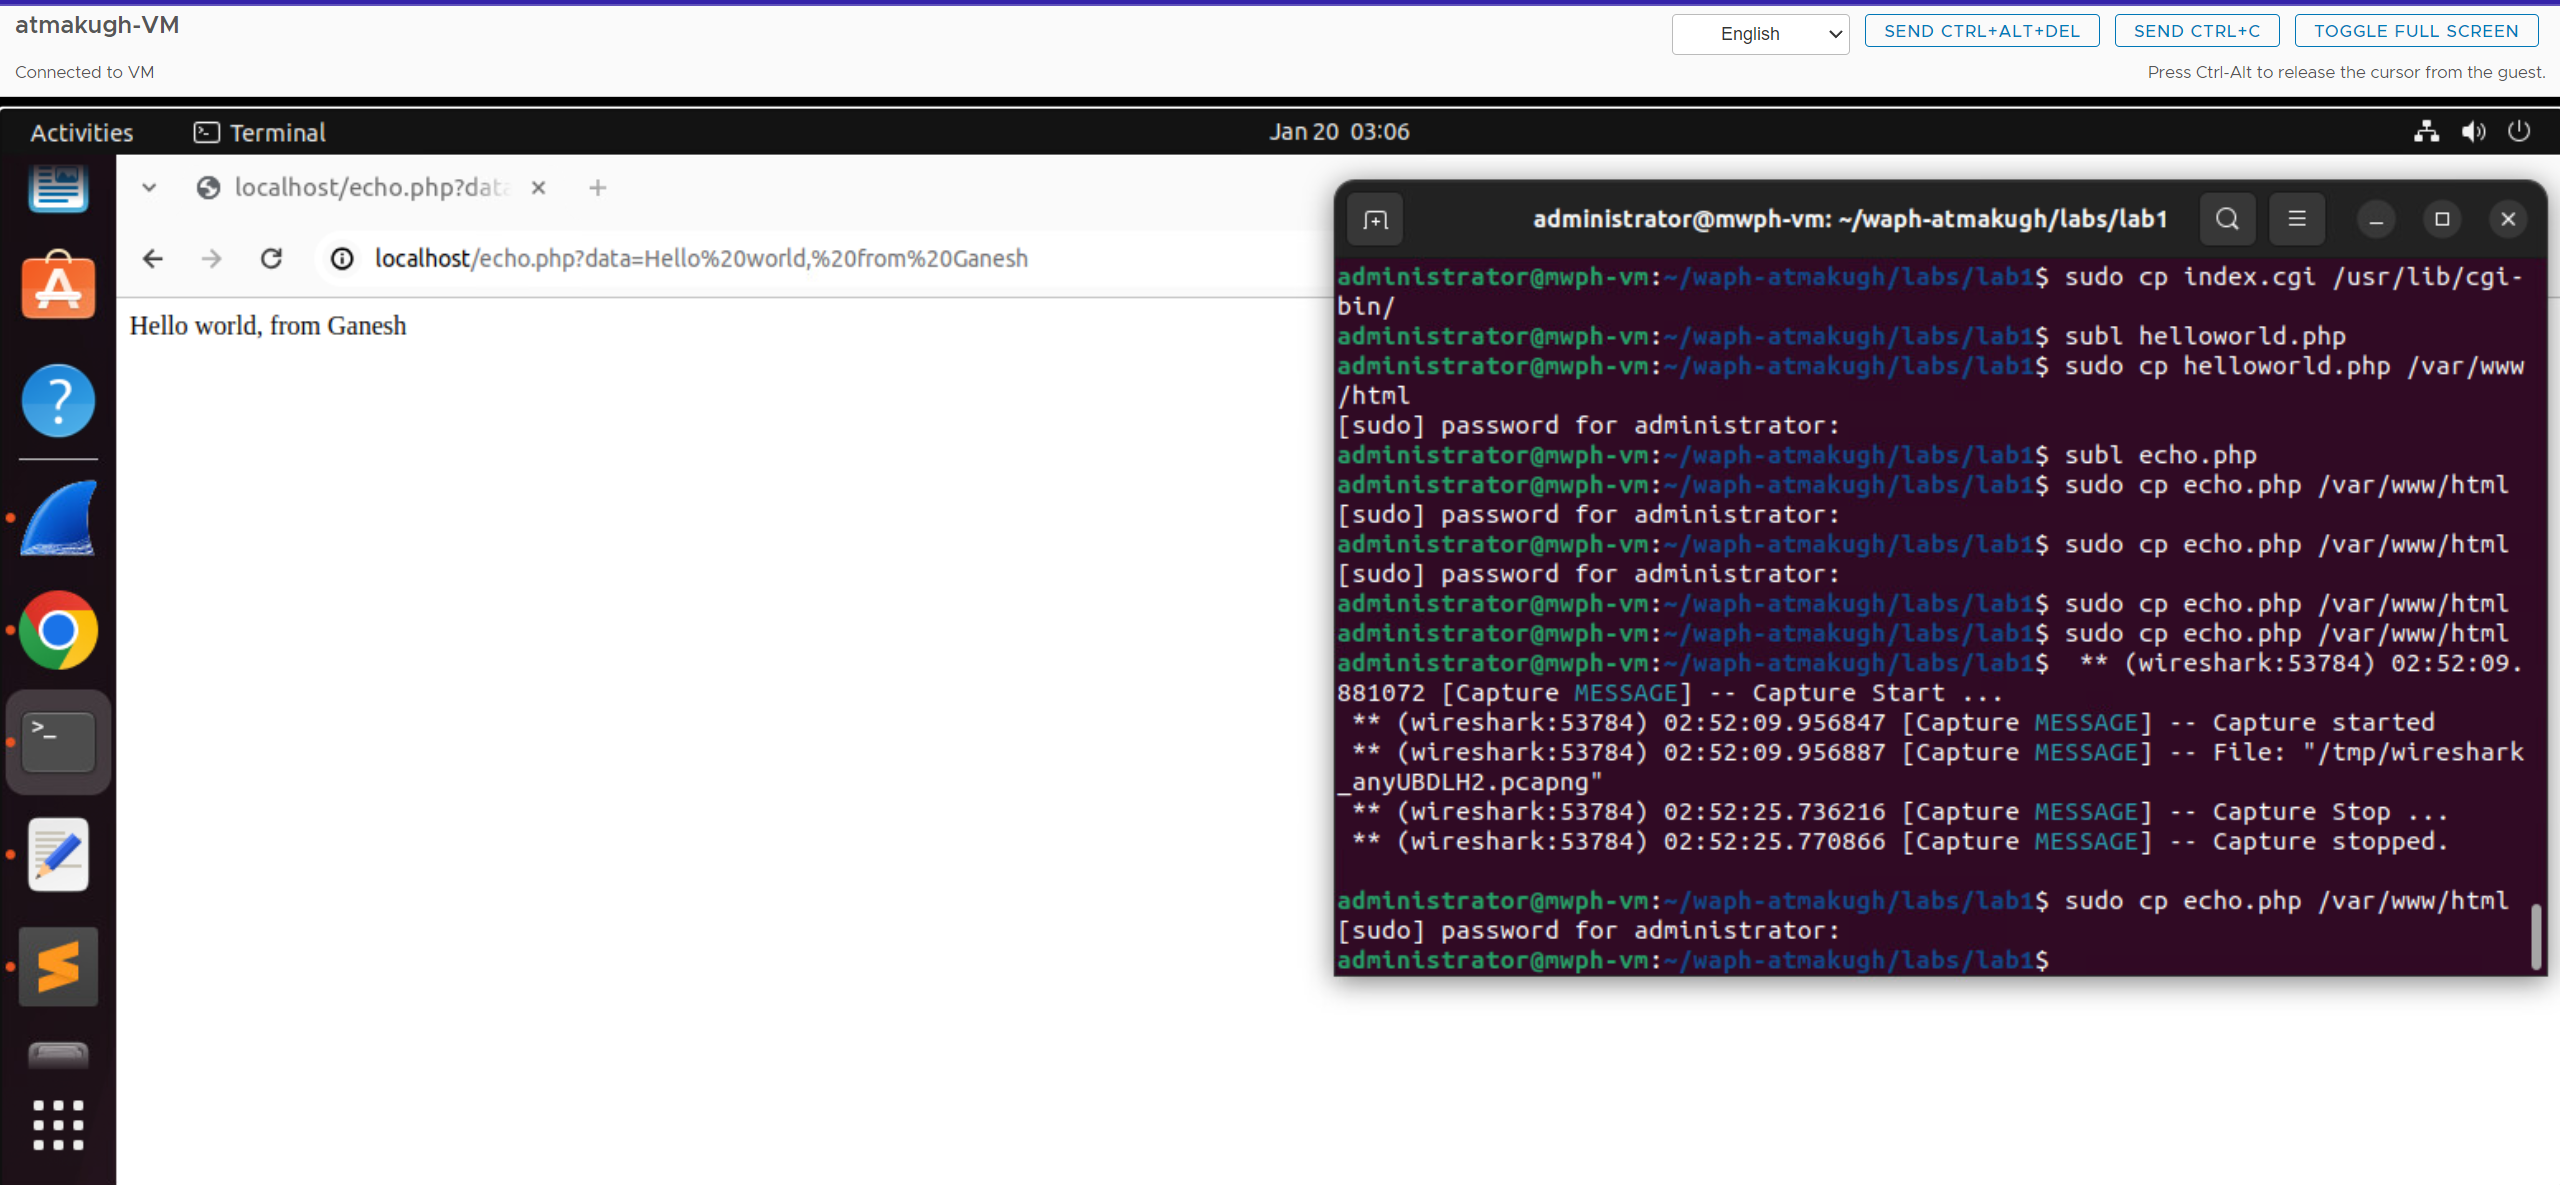 atmakugh-VM
English
SEND CTRL+ALT+DEL
SEND CTRL+C
TOGGLE FULL SCREEN
Connected to VM
Press Ctrl-Alt to release the cursor from the guest.
Activities
Terminal
Jan 20 03:06
localhost/echo.php?data
localhost/echo.php?data=Hello%20world,%20from%20Ganesh
Hello world, from Ganesh
administrator@mwph-vm: ~/waph-atmakugh/labs/lab1
administrator@mwph-vm:~/waph-atmakugh/labs/lab1$ sudo cp index.cgi /usr/lib/cgi-
bin/
administrator@mwph-vm:~/waph-atmakugh/labs/lab1$ subl helloworld.php
administrator@mwph-vm:~/waph-atmakugh/labs/lab1$ sudo cp helloworld.php /var/www
/html
[sudo] password for administrator:
administrator@mwph-vm:~/waph-atmakugh/labs/lab1$ subl echo.php
administrator@mwph-vm:~/waph-atmakugh/labs/lab1$ sudo cp echo.php /var/www/html
[sudo] password for administrator:
administrator@mwph-vm:~/waph-atmakugh/labs/lab1$ sudo cp echo.php /var/www/html
[sudo] password for administrator:
administrator@mwph-vm:~/waph-atmakugh/labs/lab1$ sudo cp echo.php /var/www/html
administrator@mwph-vm:~/waph-atmakugh/labs/lab1$ sudo cp echo.php /var/www/html
administrator@mwph-vm:~/waph-atmakugh/labs/lab1$  ** (wireshark:53784) 02:52:09.
881072 [Capture MESSAGE] -- Capture Start ...
 ** (wireshark:53784) 02:52:09.956847 [Capture MESSAGE] -- Capture started
 ** (wireshark:53784) 02:52:09.956887 [Capture MESSAGE] -- File: "/tmp/wireshark
_anyUBDLH2.pcapng"
 ** (wireshark:53784) 02:52:25.736216 [Capture MESSAGE] -- Capture Stop ...
 ** (wireshark:53784) 02:52:25.770866 [Capture MESSAGE] -- Capture stopped.
administrator@mwph-vm:~/waph-atmakugh/labs/lab1$ sudo cp echo.php /var/www/html
[sudo] password for administrator:
administrator@mwph-vm:~/waph-atmakugh/labs/lab1$